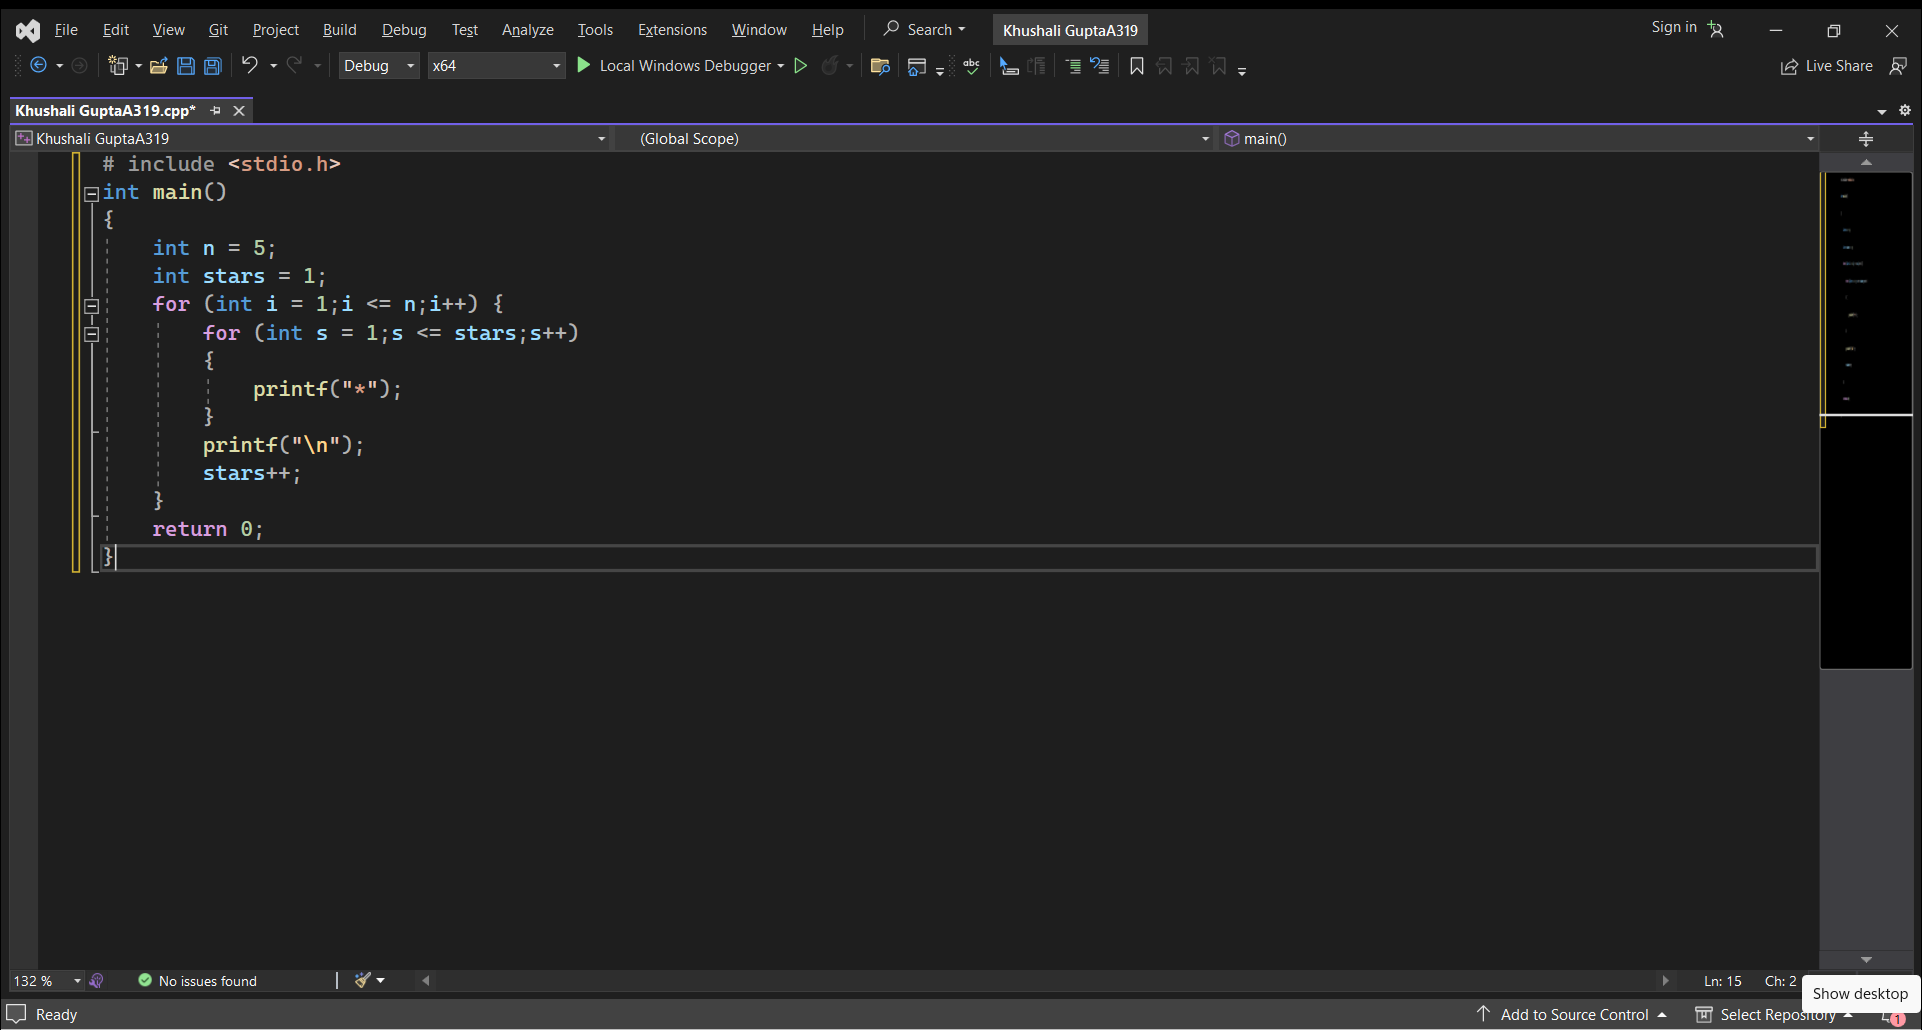 File Edit View Git Project Build Debug Test Analyze Tools Extensions Window Help Search Khushali GuptaA319 Sign in
Debug x64 Local Windows Debugger abc Live Share
Khushali GuptaA319.cpp*
Khushali GuptaA319 (Global Scope) main()
# include <stdio.h>
int main()
{
    int n = 5;
    int stars = 1;
    for (int i = 1;i <= n;i++) {
        for (int s = 1;s <= stars;s++)
        {
            printf("*");
        }
        printf("\n");
        stars++;
    }
    return 0;
}
132 % No issues found Ln: 15 Ch: 2
Show desktop
Ready Add to Source Control Select Repository 1